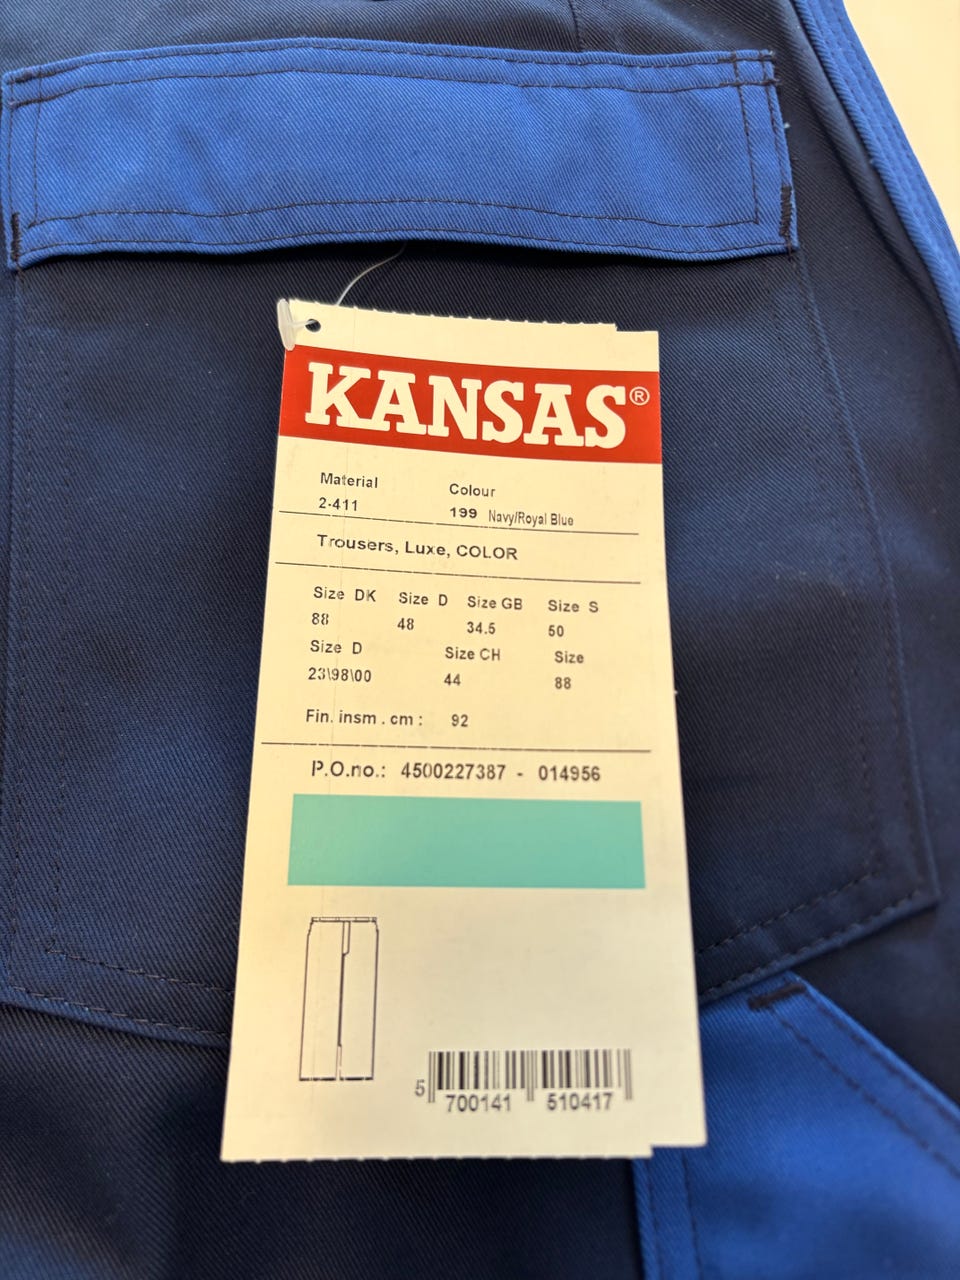 KANSAS®
Material Colour
2-411 199 Navy/Royal Blue
Trousers, Luxe, COLOR
Size DK Size D Size GB Size S
88 48 34.5 50
Size D Size CH Size
23\98\00 44 88
Fin. insm . cm : 92
P.O.no.: 4500227387 - 014956
5 700141 510417